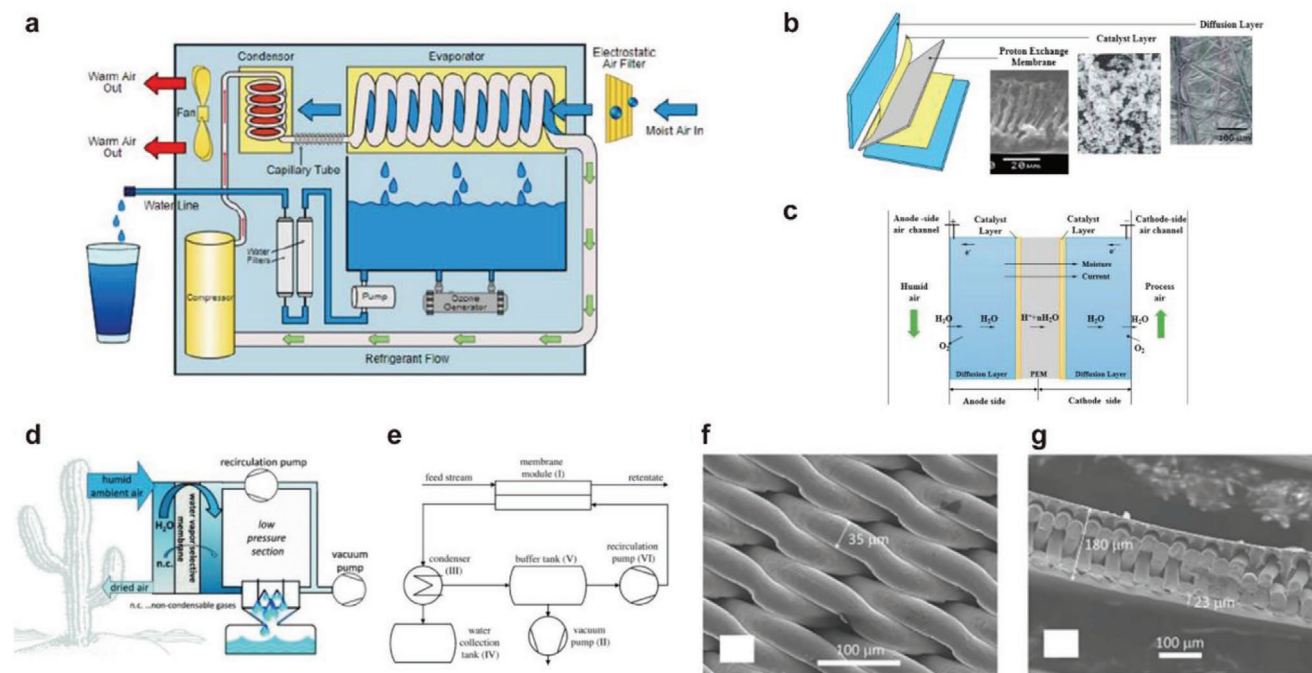 a
Condensor
Evaporator
Electrostatic
Air Filter
Warm Air
Out
Fan
Moist Air In
Warm Air
Out
Capillary Tube
Water Line
Water
Filters
Compressor
Pump
Ozone
Generator
Refrigerant Flow
b
Diffusion Layer
Catalyst Layer
Proton Exchange
Membrane
100 μm
20
c
Anode -side
air channel
Catalyst
Layer
Catalyst
Layer
Cathode-side
air channel
+
−
e-
e-
Moisture
Current
Humid
air
Process
air
H₂O
H₂O
H⁺+nH₂O
H₂O
H₂O
O₂
O₂
Diffusion Layer
PEM
Diffusion Layer
Anode side
Cathode side
d
recirculation pump
humid
ambient air
H₂O
water vapor selective
membrane
low
pressure
section
n.c.
vacuum
pump
dried air
n.c. ...non-condensable gases
e
membrane
module (I)
feed stream
retentate
condenser
(III)
buffer tank (V)
recirculation
pump (VI)
water
collection
tank (IV)
vacuum
pump (II)
f
35 μm
100 μm
g
180 μm
23 μm
100 μm